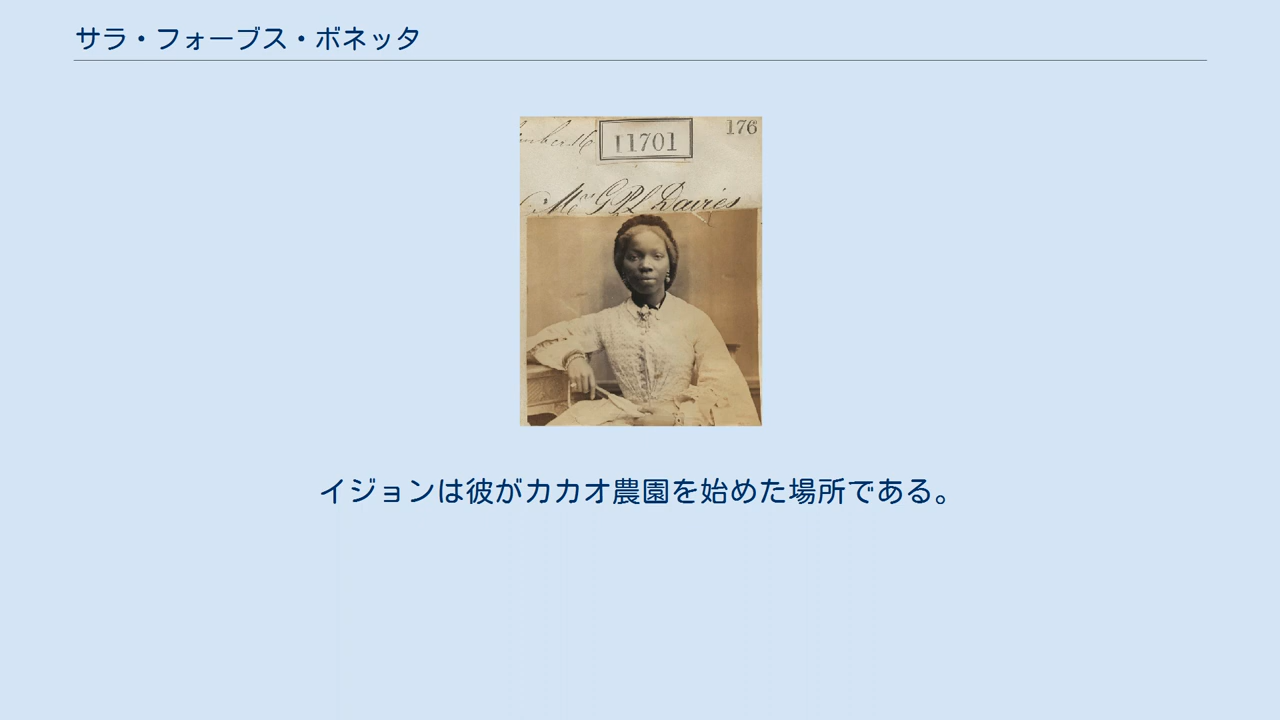 サラ・フォーブス・ボネッタ
176
11701
Davies
イジョンは彼がカカオ農園を始めた場所である。